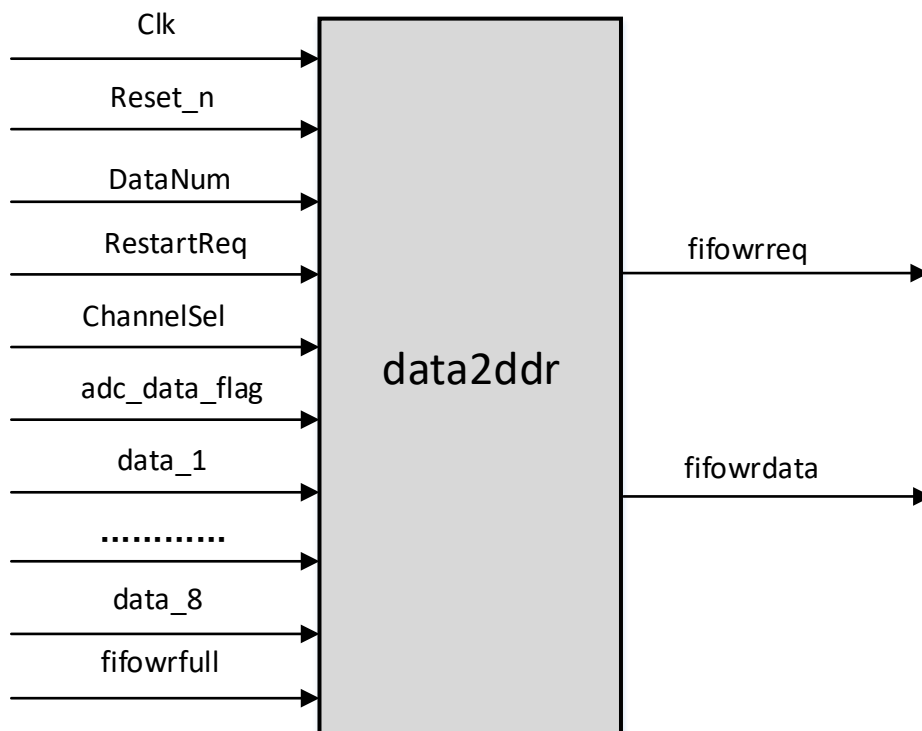 Clk
Reset_n
DataNum
RestartReq
ChannelSel
adc_data_flag
data_1
............
data_8
fifowrfull
data2ddr
fifowrreq
fifowrdata